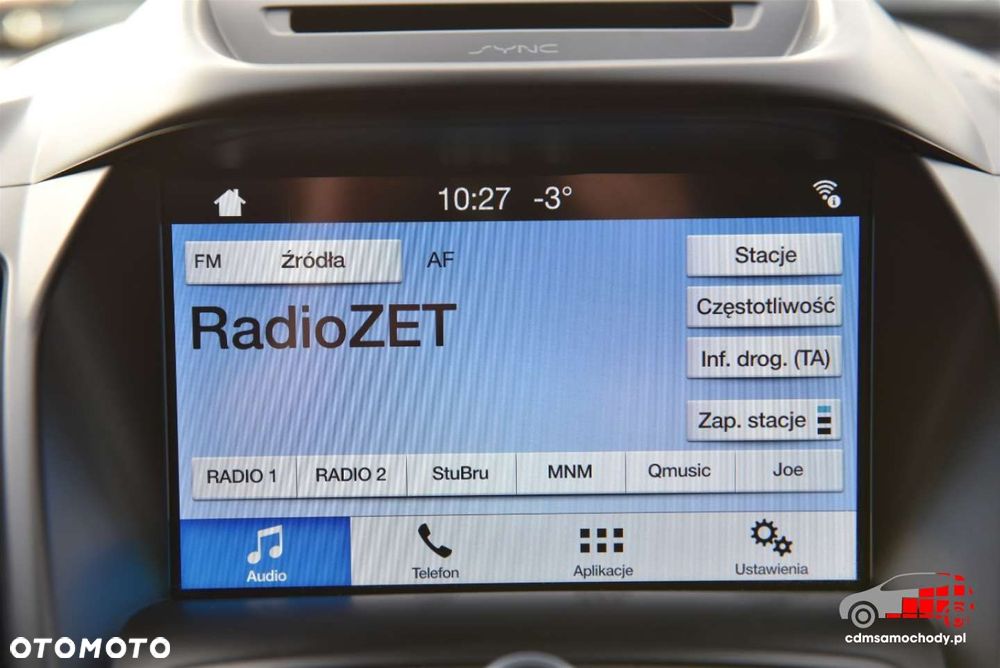 SYNC
10:27 -3°
FM Źródła AF
Stacje
RadioZET
Częstotliwość
Inf. drog. (TA)
Zap. stacje
RADIO 1 RADIO 2 StuBru MNM Qmusic Joe
Audio Telefon Aplikacje Ustawienia
cdmsamochody.pl
OTOMOTO